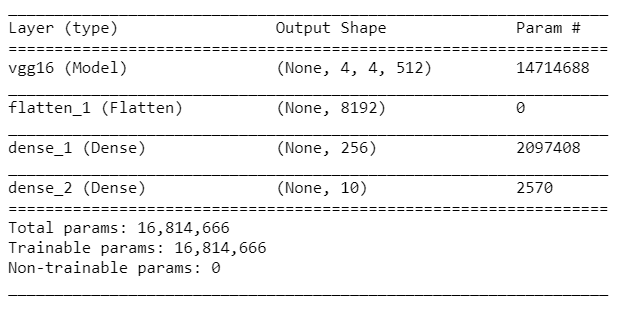 Layer (type) Output Shape Param #
vgg16 (Model) (None, 4, 4, 512) 14714688
flatten_1 (Flatten) (None, 8192) 0
dense_1 (Dense) (None, 256) 2097408
dense_2 (Dense) (None, 10) 2570
Total params: 16,814,666
Trainable params: 16,814,666
Non-trainable params: 0